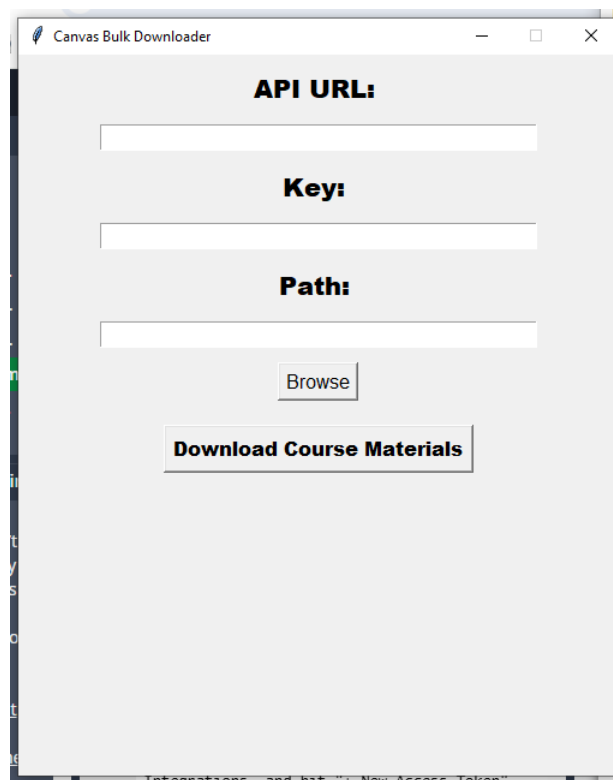 Canvas Bulk Downloader
API URL:
Key:
Path:
Browse
Download Course Materials
Integrations, and hit "+ New Access Token"